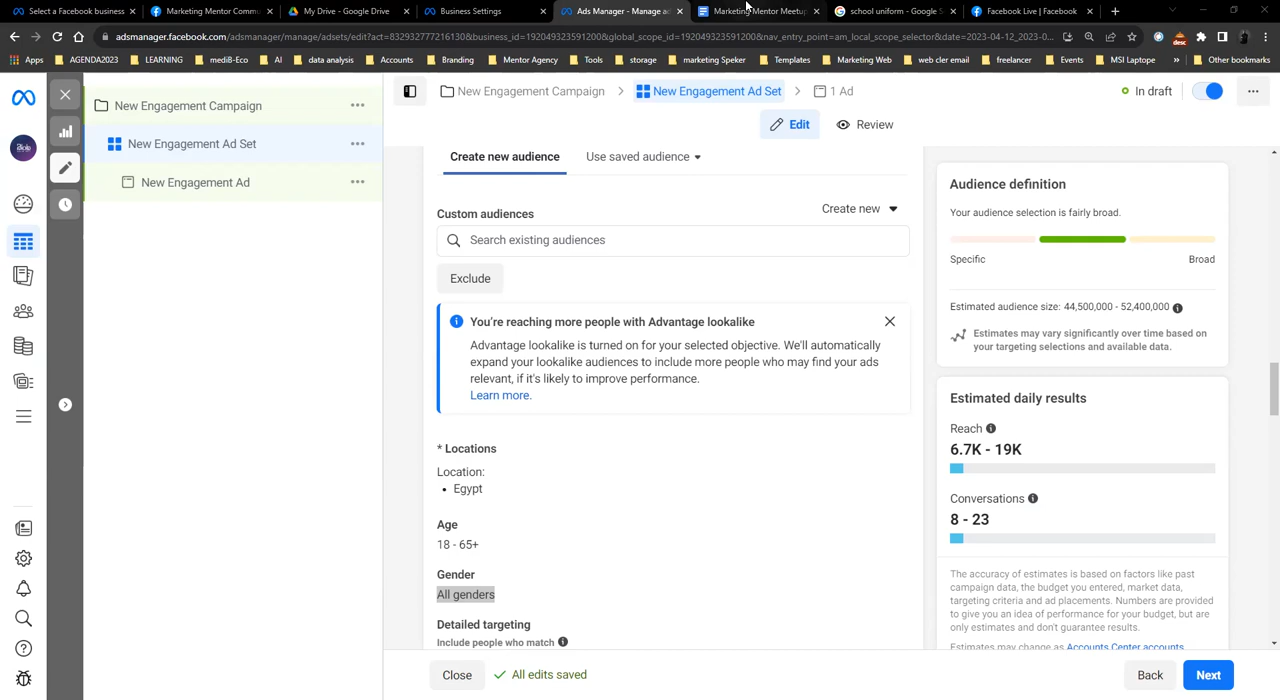 Select a Facebook business
Marketing Mentor Commu
My Drive - Google Drive
Business Settings
Ads Manager - Manage ad
Marketing Mentor Meetup
school uniform - Google S
Facebook Live | Facebook
adsmanager.facebook.com/adsmanager/manage/adsets/edit?act=832932777216130&business_id=192049323591200&global_scope_id=192049323591200&nav_entry_point=am_local_scope_selector&date=2023-04-12_2023-0...
Apps
AGENDA2023
LEARNING
medi8-Eco
AI
data analysis
Accounts
Branding
Mentor Agency
Tools
storage
marketing Speker
Templates
Marketing Web
web cler email
freelancer
Events
MSI Laptope
»
Other bookmarks
New Engagement Campaign
New Engagement Ad Set
New Engagement Ad
New Engagement Campaign
New Engagement Ad Set
1 Ad
In draft
Edit
Review
Create new audience
Use saved audience
Custom audiences
Create new
Search existing audiences
Exclude
You're reaching more people with Advantage lookalike
Advantage lookalike is turned on for your selected objective. We'll automatically
expand your lookalike audiences to include more people who may find your ads
relevant, if it's likely to improve performance.
Learn more.
* Locations
Location:
• Egypt
Age
18 - 65+
Gender
All genders
Detailed targeting
Include people who match
Close
All edits saved
Back
Next
Audience definition
Your audience selection is fairly broad.
Specific
Broad
Estimated audience size: 44,500,000 - 52,400,000
Estimates may vary significantly over time based on
your targeting selections and available data.
Estimated daily results
Reach
6.7K - 19K
Conversations
8 - 23
The accuracy of estimates is based on factors like past
campaign data, the budget you entered, market data,
targeting criteria and ad placements. Numbers are provided
to give you an idea of performance for your budget, but are
only estimates and don't guarantee results.
Estimates may change as Accounts Center accounts